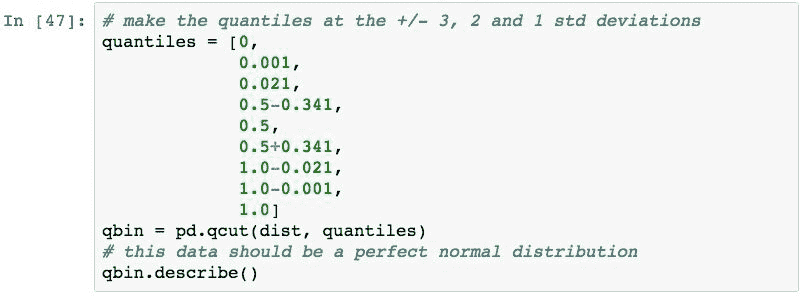 In [47]: # make the quantiles at the +/- 3, 2 and 1 std deviations
quantiles = [0,
0.001,
0.021,
0.5-0.341,
0.5,
0.5+0.341,
1.0-0.021,
1.0-0.001,
1.0]
qbin = pd.qcut(dist, quantiles)
# this data should be a perfect normal distribution
qbin.describe()